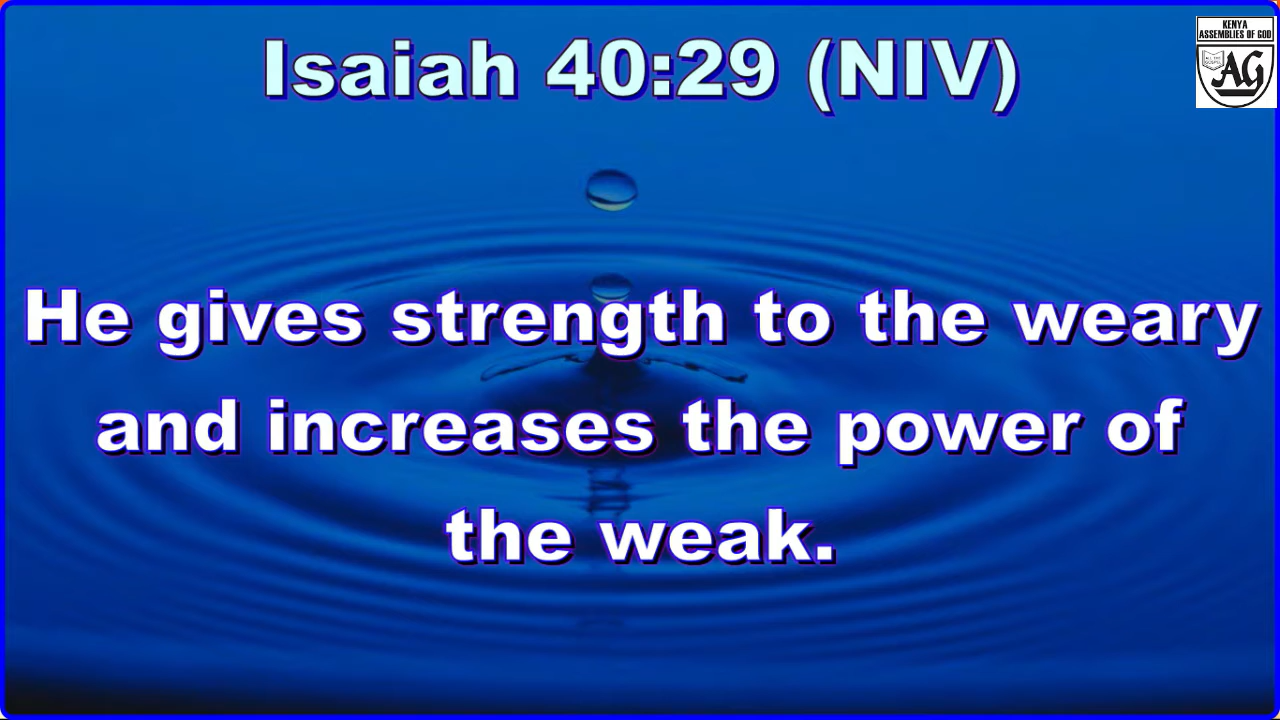 Isaiah 40:29 (NIV)
KENYA
ASSEMBLIES OF GOD
AG
He gives strength to the weary
and increases the power of
the weak.